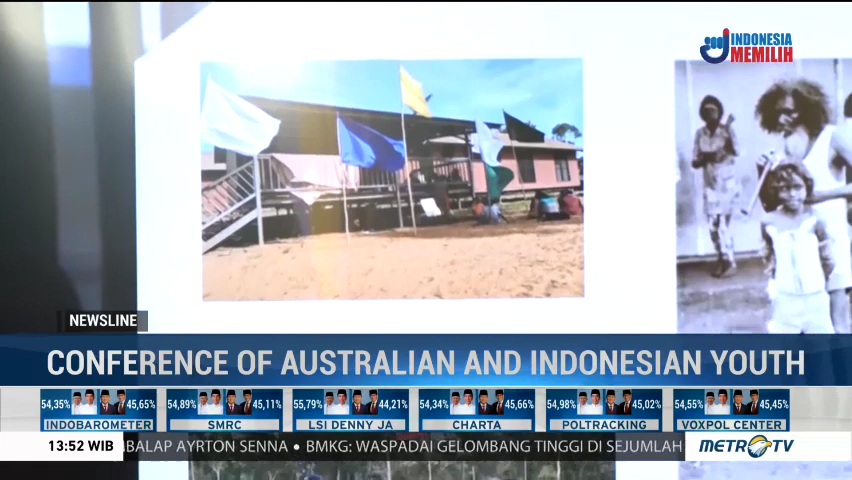 INDONESIA
MEMILIH
NEWSLINE
CONFERENCE OF AUSTRALIAN AND INDONESIAN YOUTH
54,35% 45,65% 54,89% 45,11% 55,79% 44,21% 54,34% 45,66% 54,98% 45,02% 54,55% 45,45%
INDOBAROMETER SMRC LSI DENNY JA CHARTA POLTRACKING VOXPOL CENTER
13:52 WIB BALAP AYRTON SENNA • BMKG: WASPADAI GELOMBANG TINGGI DI SEJUMLAH METRO TV